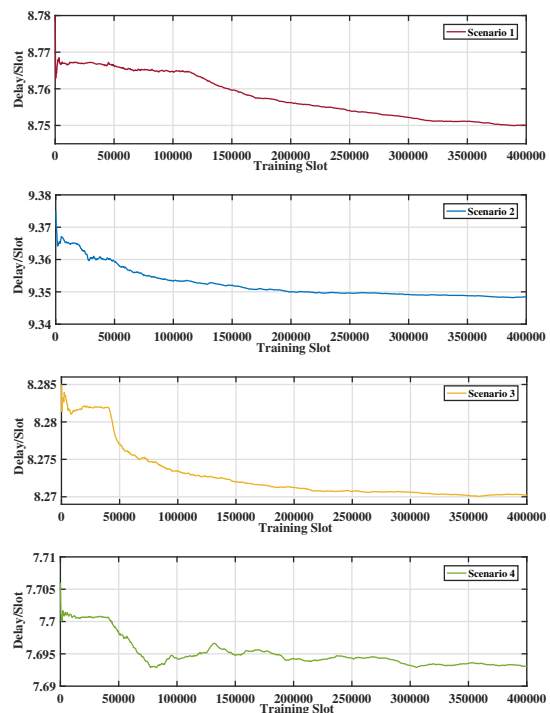 8.78
Scenario 1
8.77
8.76
8.75
Delay/Slot
0 50000 100000 150000 200000 250000 300000 350000 400000
Training Slot
9.38
Scenario 2
9.37
9.36
9.35
9.34
Delay/Slot
0 50000 100000 150000 200000 250000 300000 350000 400000
Training Slot
8.285
Scenario 3
8.28
8.275
8.27
Delay/Slot
0 50000 100000 150000 200000 250000 300000 350000 400000
Training Slot
7.71
Scenario 4
7.705
7.7
7.695
7.69
Delay/Slot
0 50000 100000 150000 200000 250000 300000 350000 400000
Training Slot